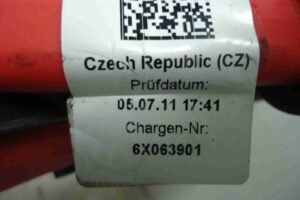 Czech Republic (CZ)
Prüfdatum:
05.07.11 17:41
Chargen-Nr:
6X063901